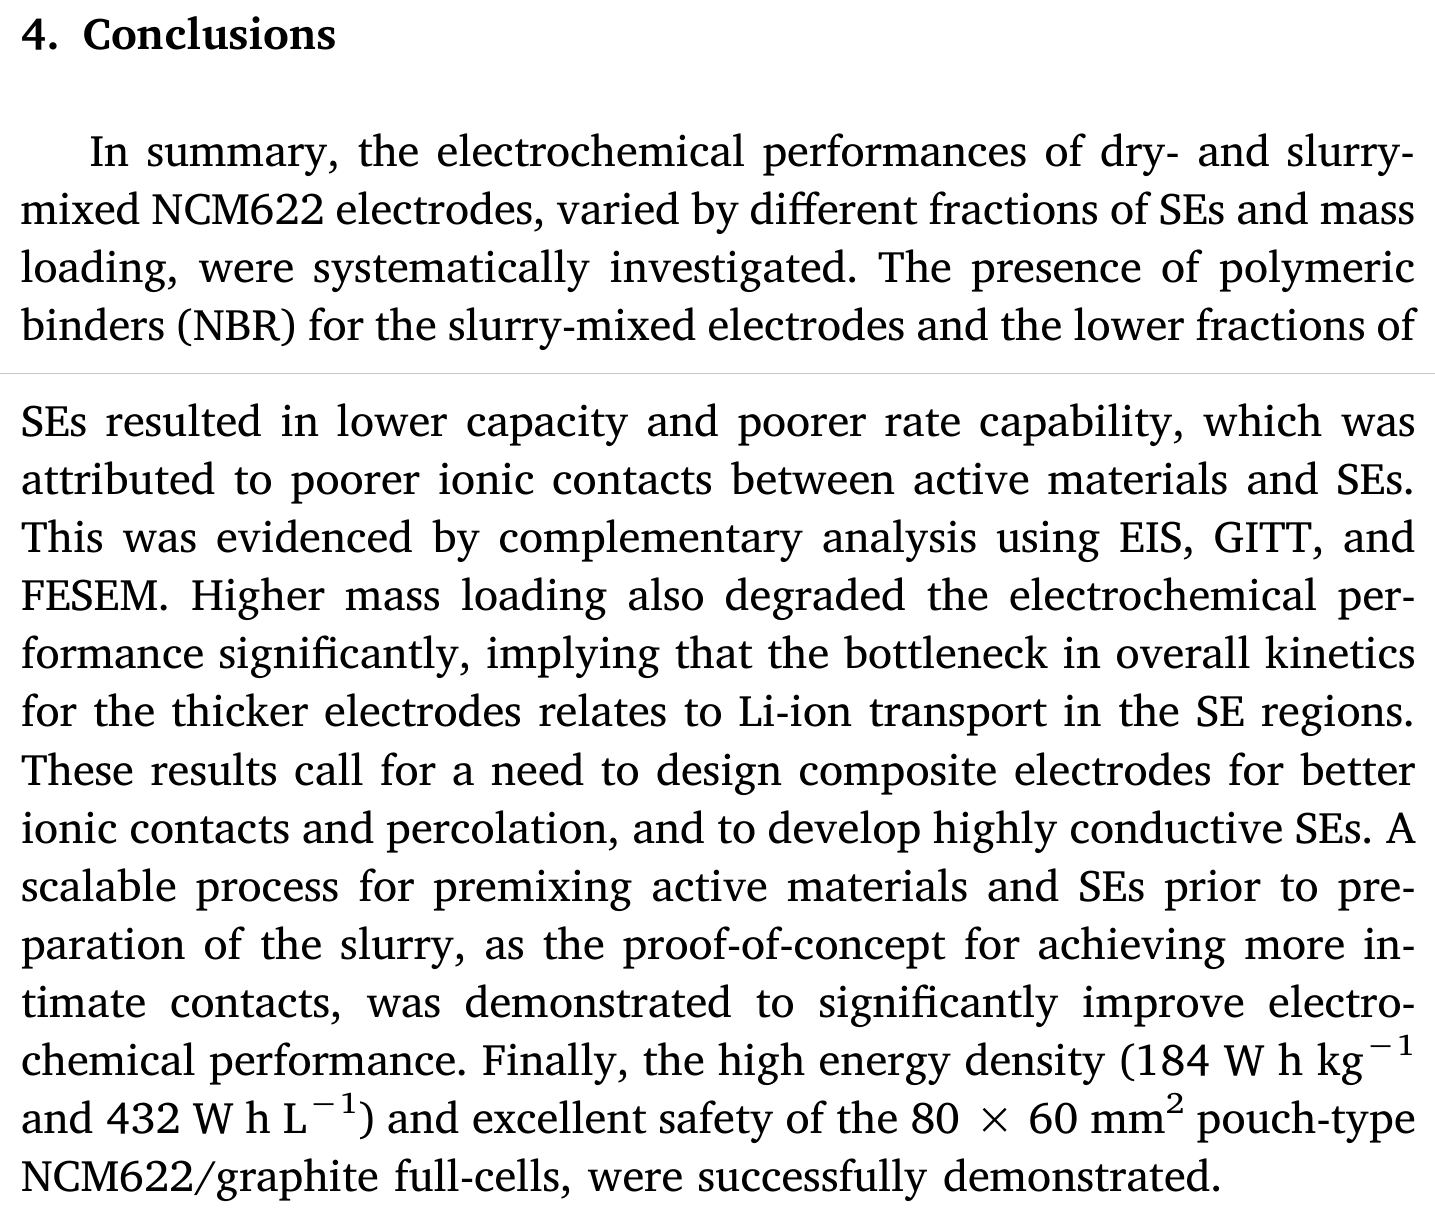 4. Conclusions
In summary, the electrochemical performances of dry- and slurry-
mixed NCM622 electrodes, varied by different fractions of SEs and mass
loading, were systematically investigated. The presence of polymeric
binders (NBR) for the slurry-mixed electrodes and the lower fractions of
SEs resulted in lower capacity and poorer rate capability, which was
attributed to poorer ionic contacts between active materials and SEs.
This was evidenced by complementary analysis using EIS, GITT, and
FESEM. Higher mass loading also degraded the electrochemical per-
formance significantly, implying that the bottleneck in overall kinetics
for the thicker electrodes relates to Li-ion transport in the SE regions.
These results call for a need to design composite electrodes for better
ionic contacts and percolation, and to develop highly conductive SEs. A
scalable process for premixing active materials and SEs prior to pre-
paration of the slurry, as the proof-of-concept for achieving more in-
timate contacts, was demonstrated to significantly improve electro-
chemical performance. Finally, the high energy density (184 W h kg⁻¹
and 432 W h L⁻¹) and excellent safety of the 80 × 60 mm² pouch-type
NCM622/graphite full-cells, were successfully demonstrated.